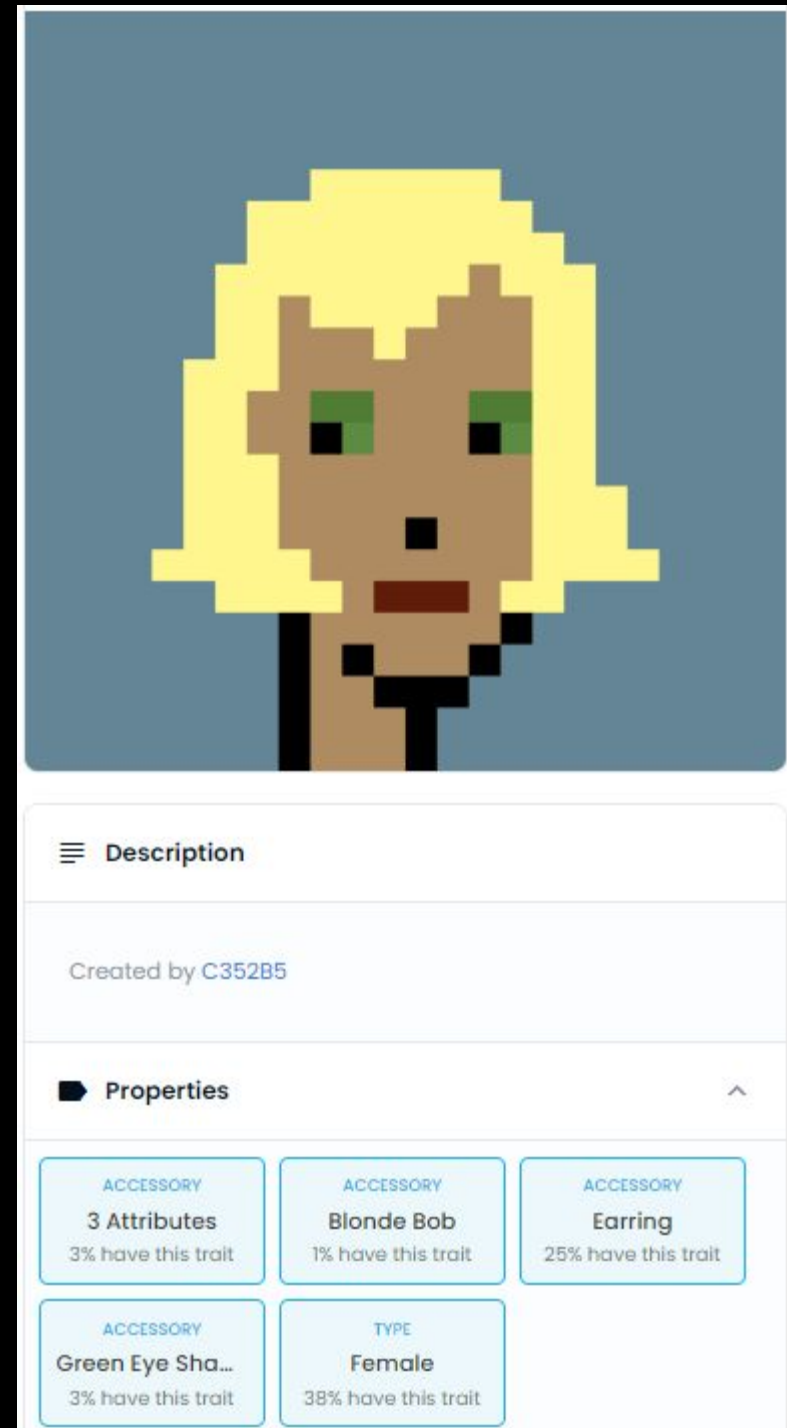 Description
Created by C352B5
Properties
ACCESSORY
3 Attributes
3% have this trait
ACCESSORY
Blonde Bob
1% have this trait
ACCESSORY
Earring
25% have this trait
ACCESSORY
Green Eye Sha...
3% have this trait
TYPE
Female
38% have this trait